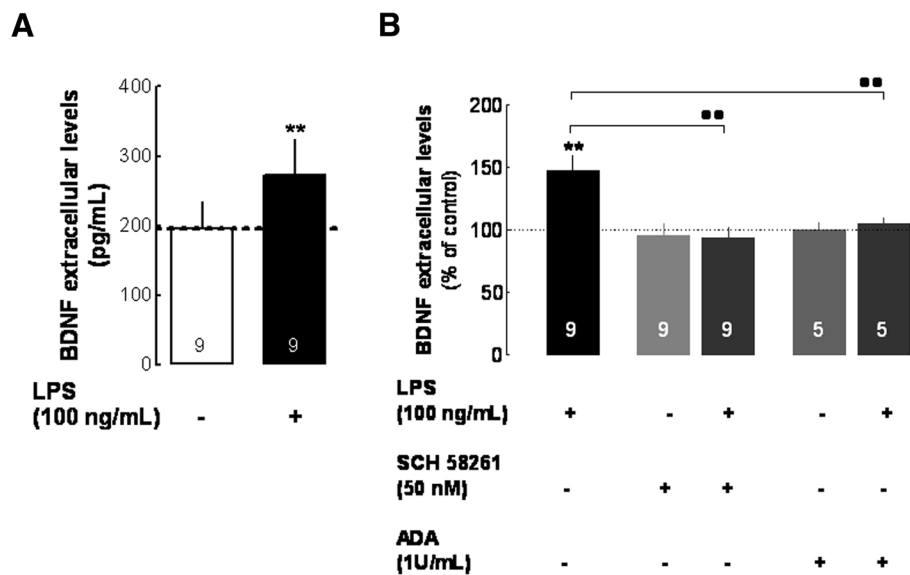 A
BDNF extracellular levels
(pg/mL)
400
300
200
100
0
**
9
9
LPS
(100 ng/mL)
-
+
B
BDNF extracellular levels
(% of control)
200
150
100
50
0
**
9
9
9
5
5
LPS
(100 ng/mL)
+ - + - +
SCH 58261
(50 nM)
- + + - -
ADA
(1U/mL)
- - - + +